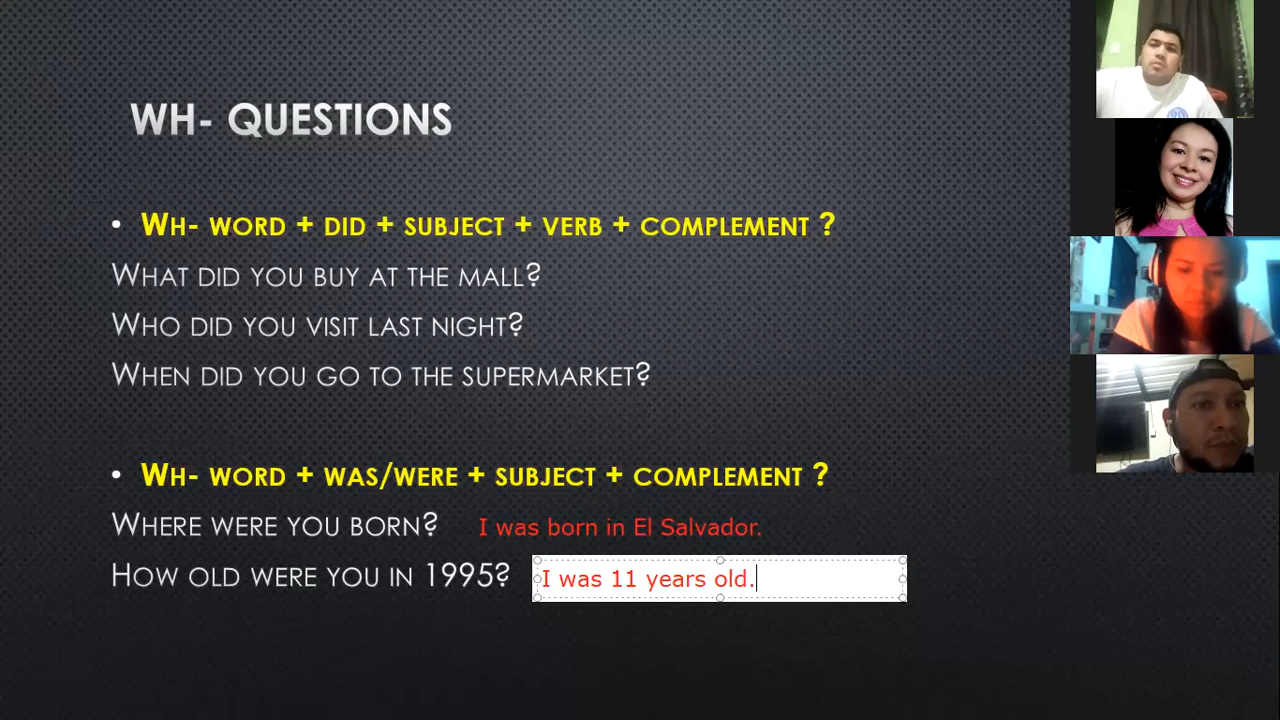 WH- QUESTIONS
• WH- WORD + DID + SUBJECT + VERB + COMPLEMENT ?
WHAT DID YOU BUY AT THE MALL?
WHO DID YOU VISIT LAST NIGHT?
WHEN DID YOU GO TO THE SUPERMARKET?
• WH- WORD + WAS/WERE + SUBJECT + COMPLEMENT ?
WHERE WERE YOU BORN? I was born in El Salvador.
HOW OLD WERE YOU IN 1995? I was 11 years old.